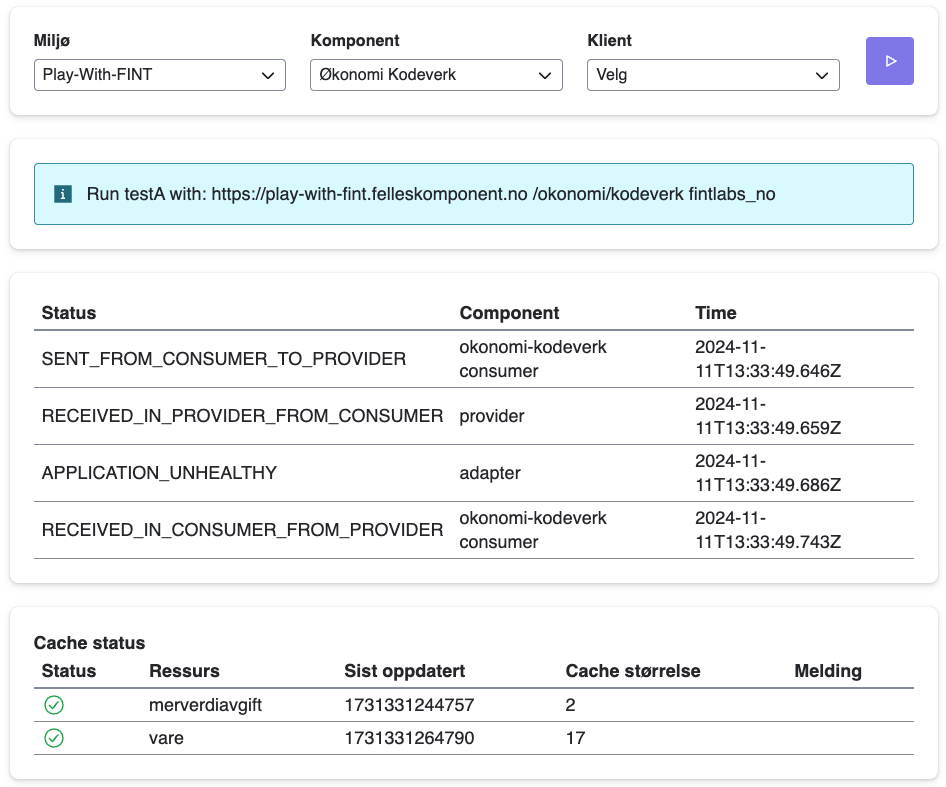 Miljø Komponent Klient
Play-With-FINT Økonomi Kodeverk Velg
Run testA with: https://play-with-fint.felleskomponent.no /okonomi/kodeverk fintlabs_no
Status Component Time
SENT_FROM_CONSUMER_TO_PROVIDER okonomi-kodeverk consumer 2024-11-11T13:33:49.646Z
RECEIVED_IN_PROVIDER_FROM_CONSUMER provider 2024-11-11T13:33:49.659Z
APPLICATION_UNHEALTHY adapter 2024-11-11T13:33:49.686Z
RECEIVED_IN_CONSUMER_FROM_PROVIDER okonomi-kodeverk consumer 2024-11-11T13:33:49.743Z
Cache status
Status Ressurs Sist oppdatert Cache størrelse Melding
merverdiavgift 1731331244757 2
vare 1731331264790 17